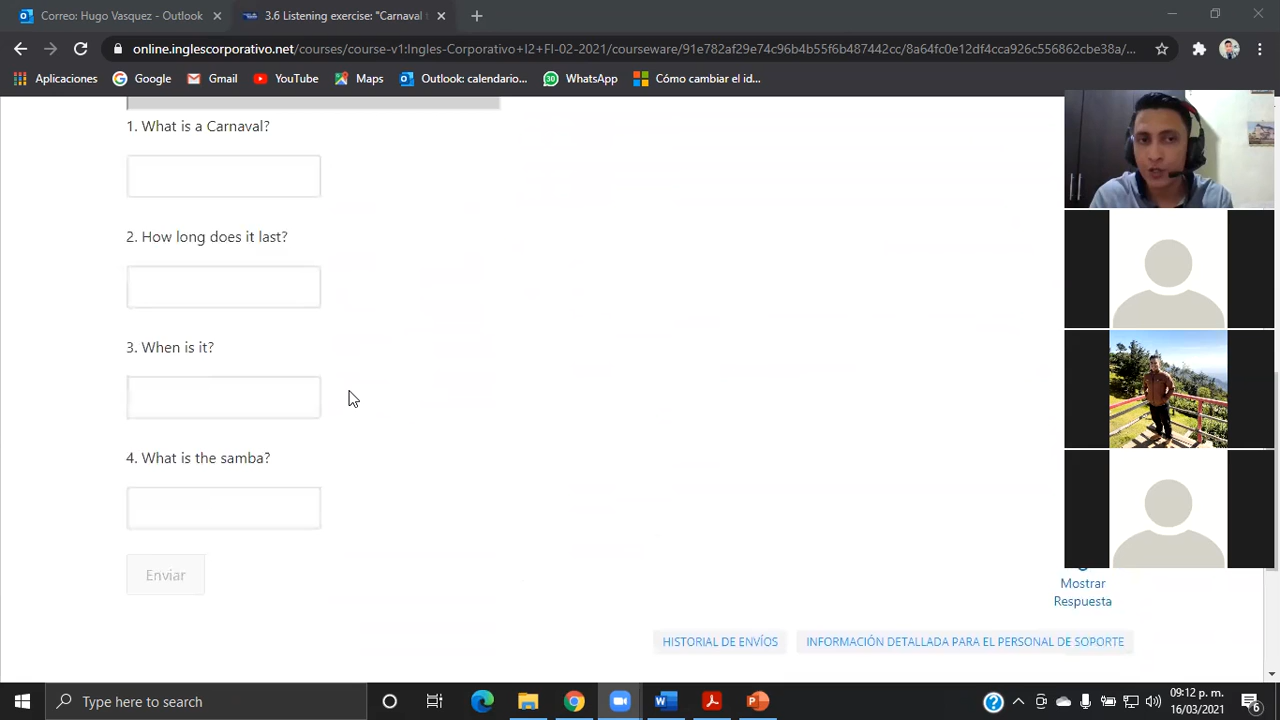 Correo: Hugo Vasquez - Outlook
3.6 Listening exercise: "Carnaval t
online.inglescorporativo.net/courses/course-v1:Ingles-Corporativo+I2+FI-02-2021/courseware/91e782af29e74c96b4b55f6b487442cc/8a64fc0e12df4cca926c556862cbe38a/...
Aplicaciones Google Gmail YouTube Maps Outlook: calendario... WhatsApp Cómo cambiar el id...
1. What is a Carnaval?
2. How long does it last?
3. When is it?
4. What is the samba?
Enviar
Mostrar
Respuesta
HISTORIAL DE ENVÍOS INFORMACIÓN DETALLADA PARA EL PERSONAL DE SOPORTE
Type here to search
09:12 p. m.
16/03/2021
6